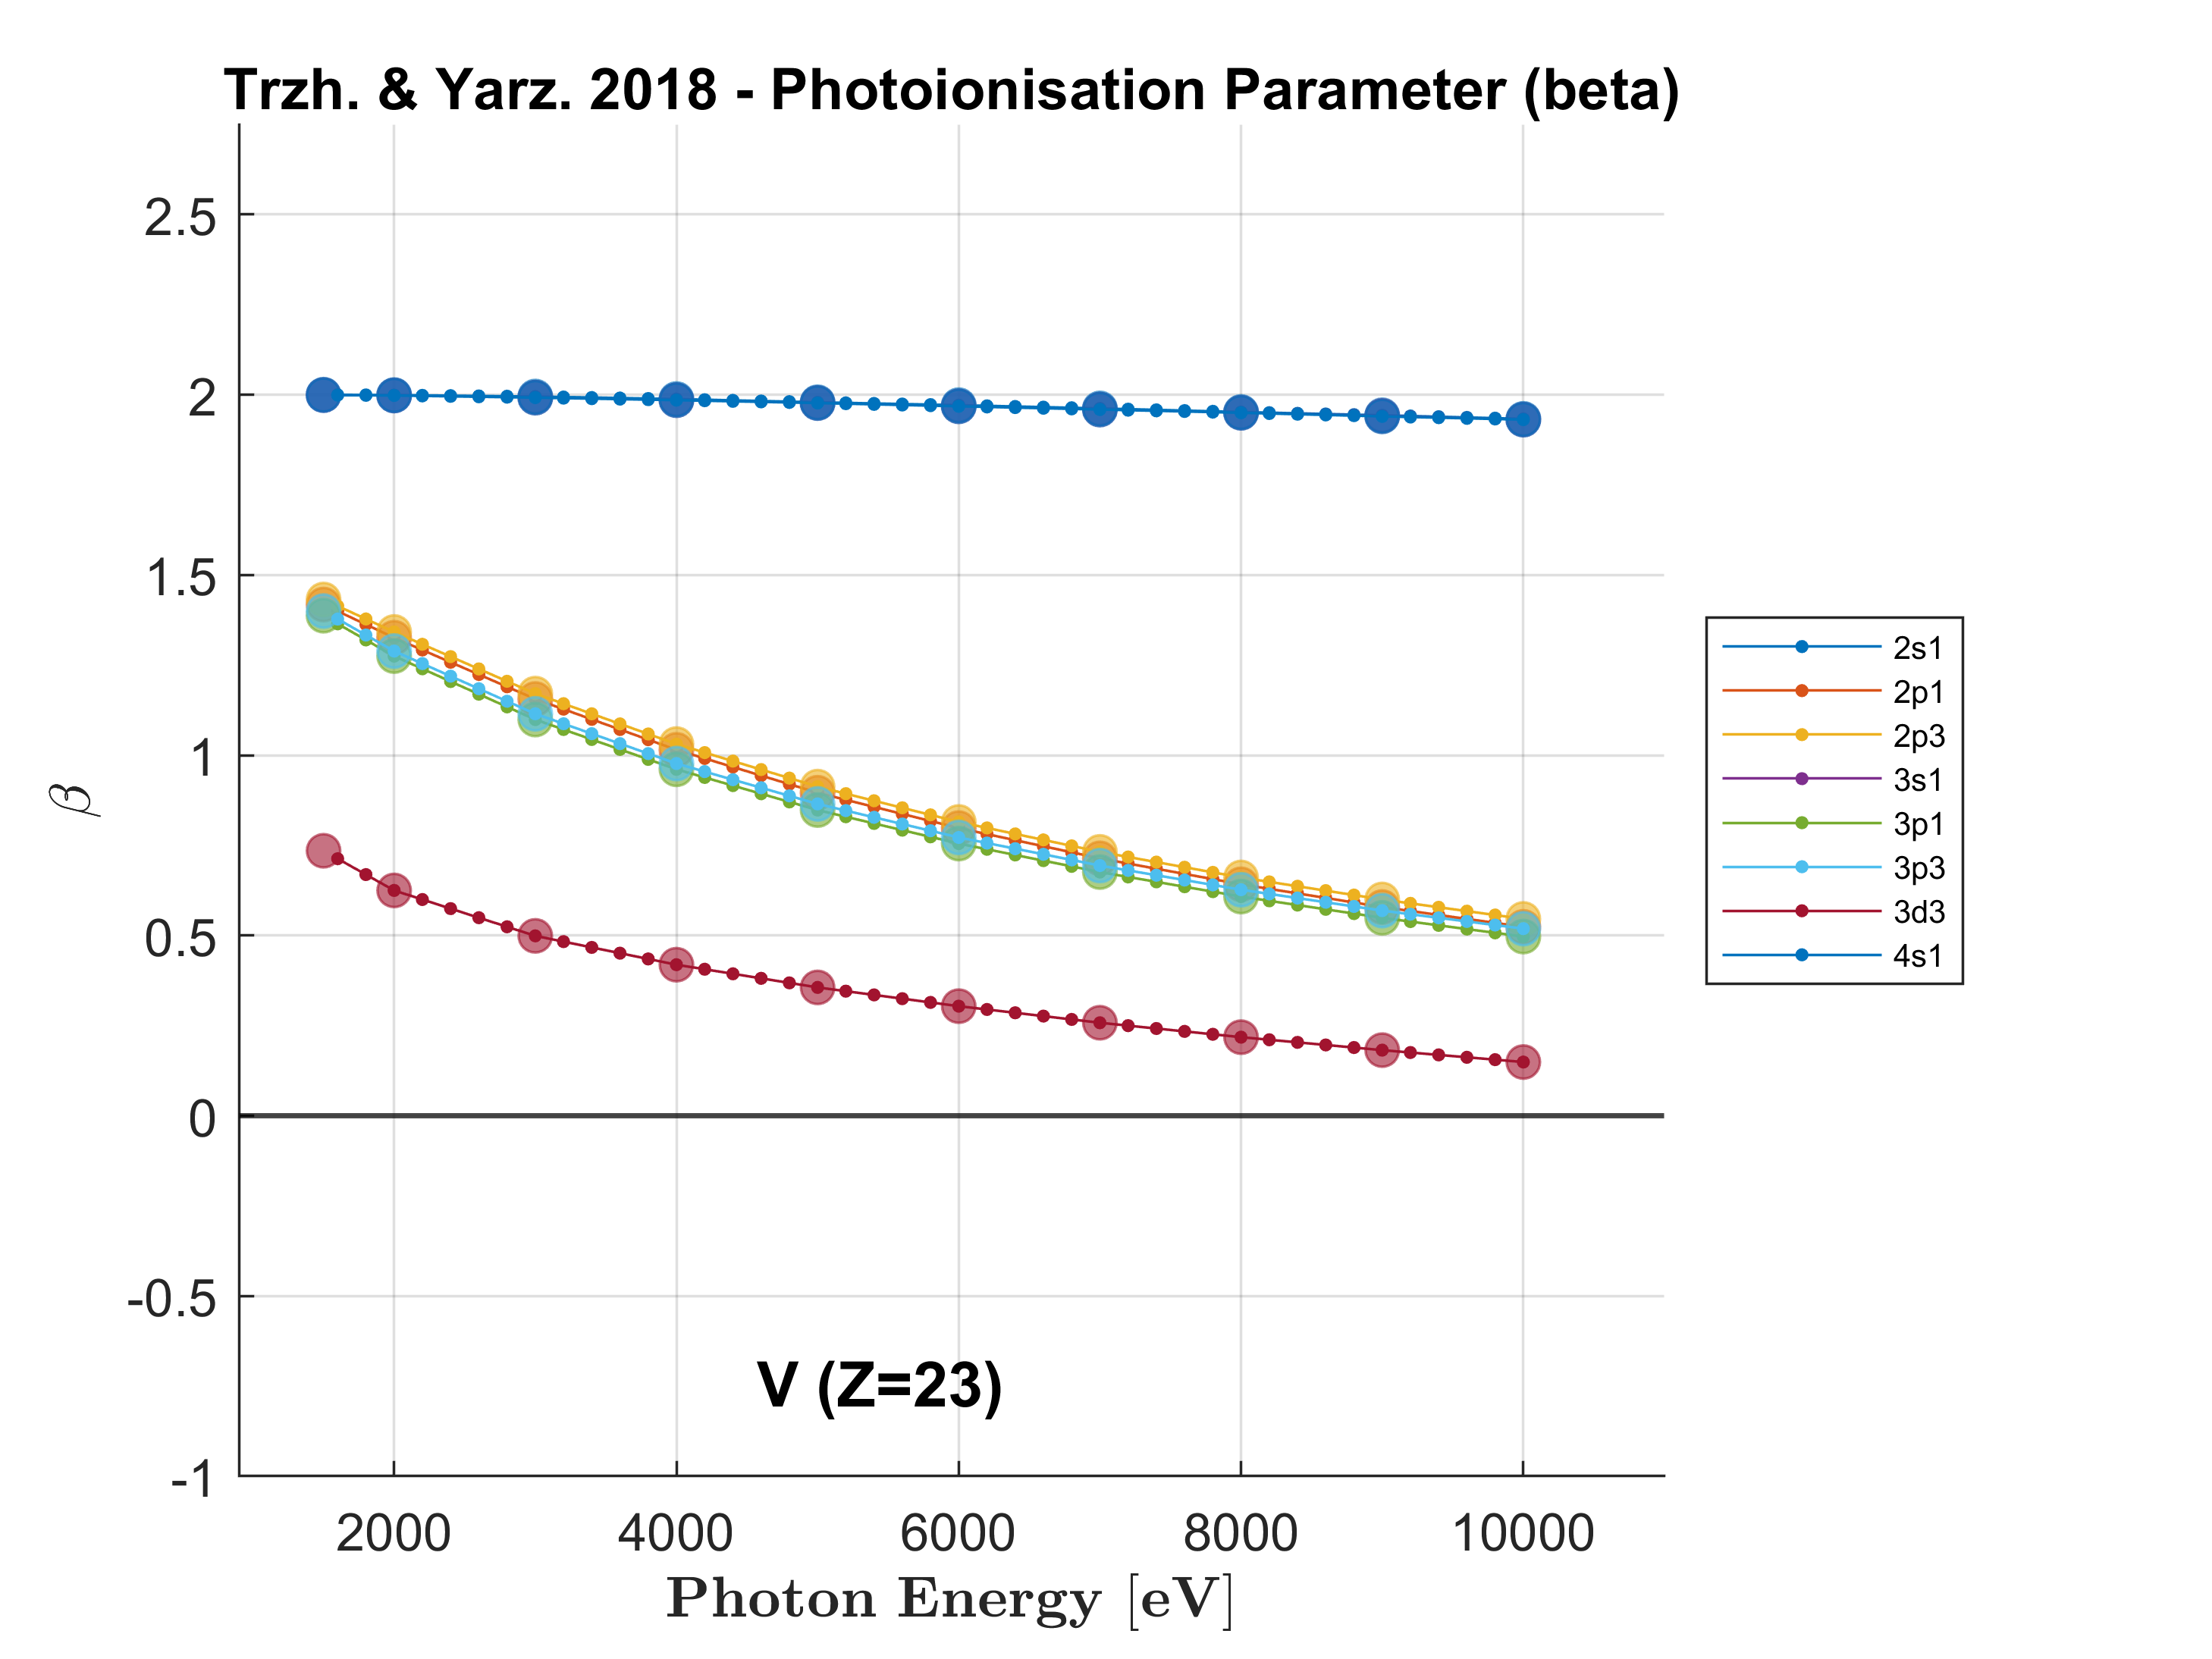 Trzh. & Yarz. 2018 - Photoionisation Parameter (beta)
2.5
2
1.5
1
0.5
0
-0.5
-1
β
2000 4000 6000 8000 10000
Photon Energy [eV]
V (Z=23)
2s1
2p1
2p3
3s1
3p1
3p3
3d3
4s1